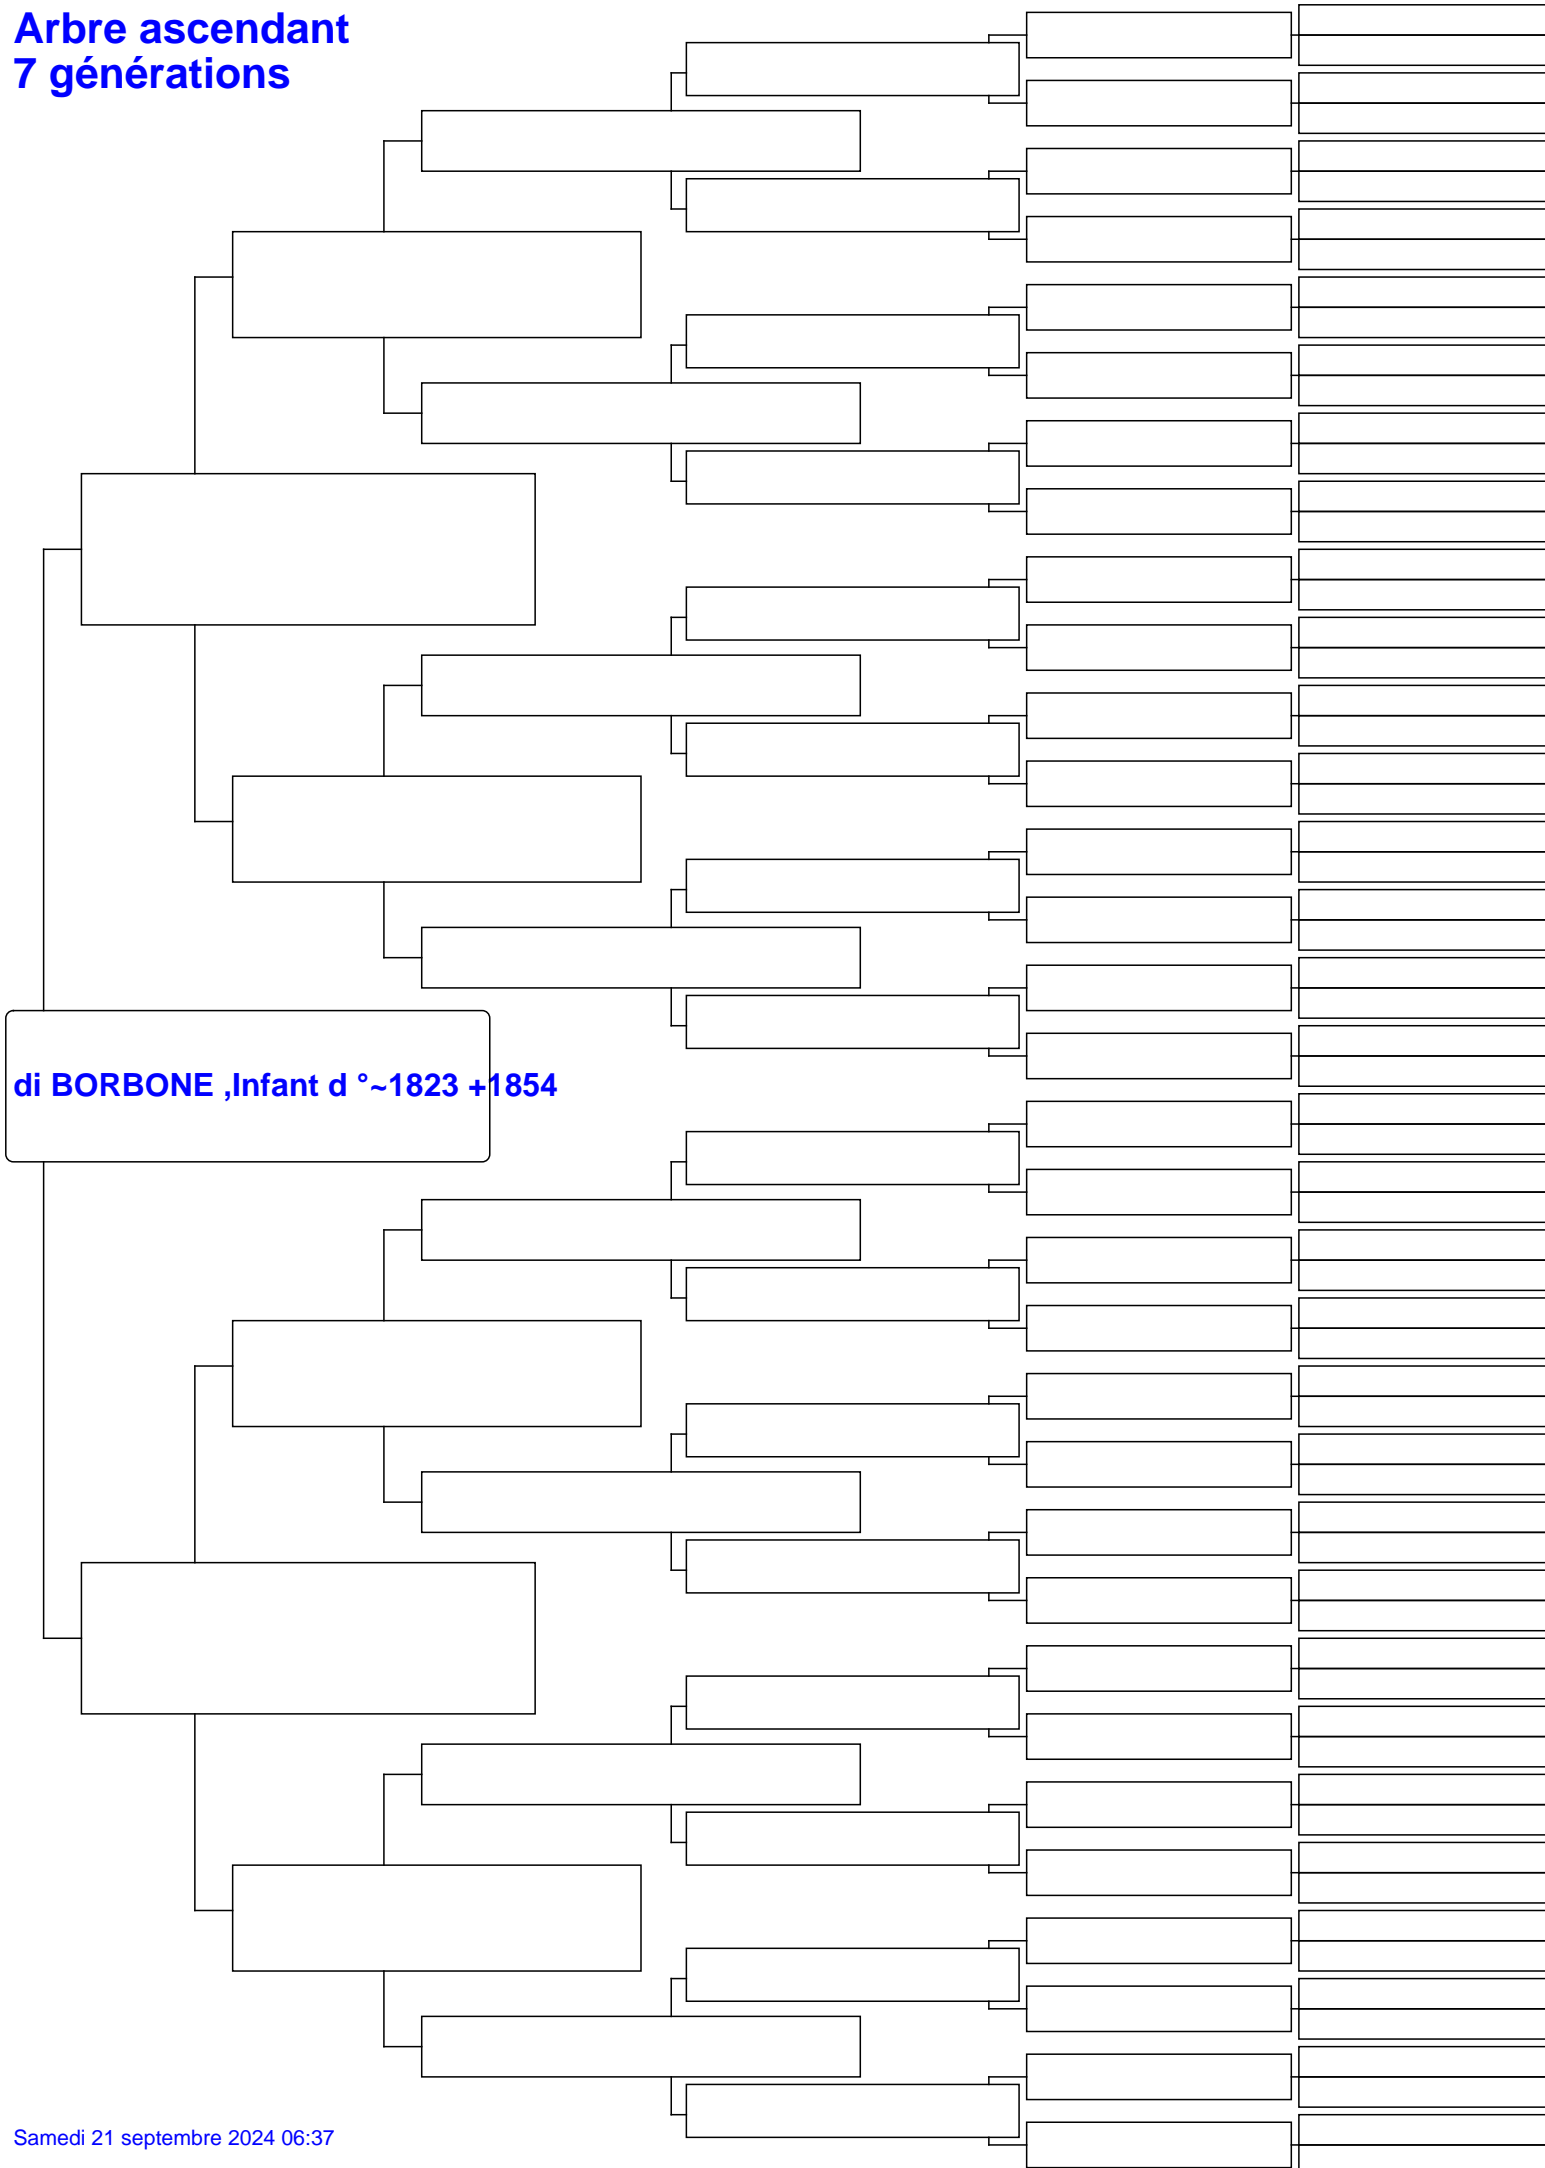 Arbre ascendant
7 générations
di BORBONE ,Infant d °~1823 +1854
Samedi 21 septembre 2024 06:37